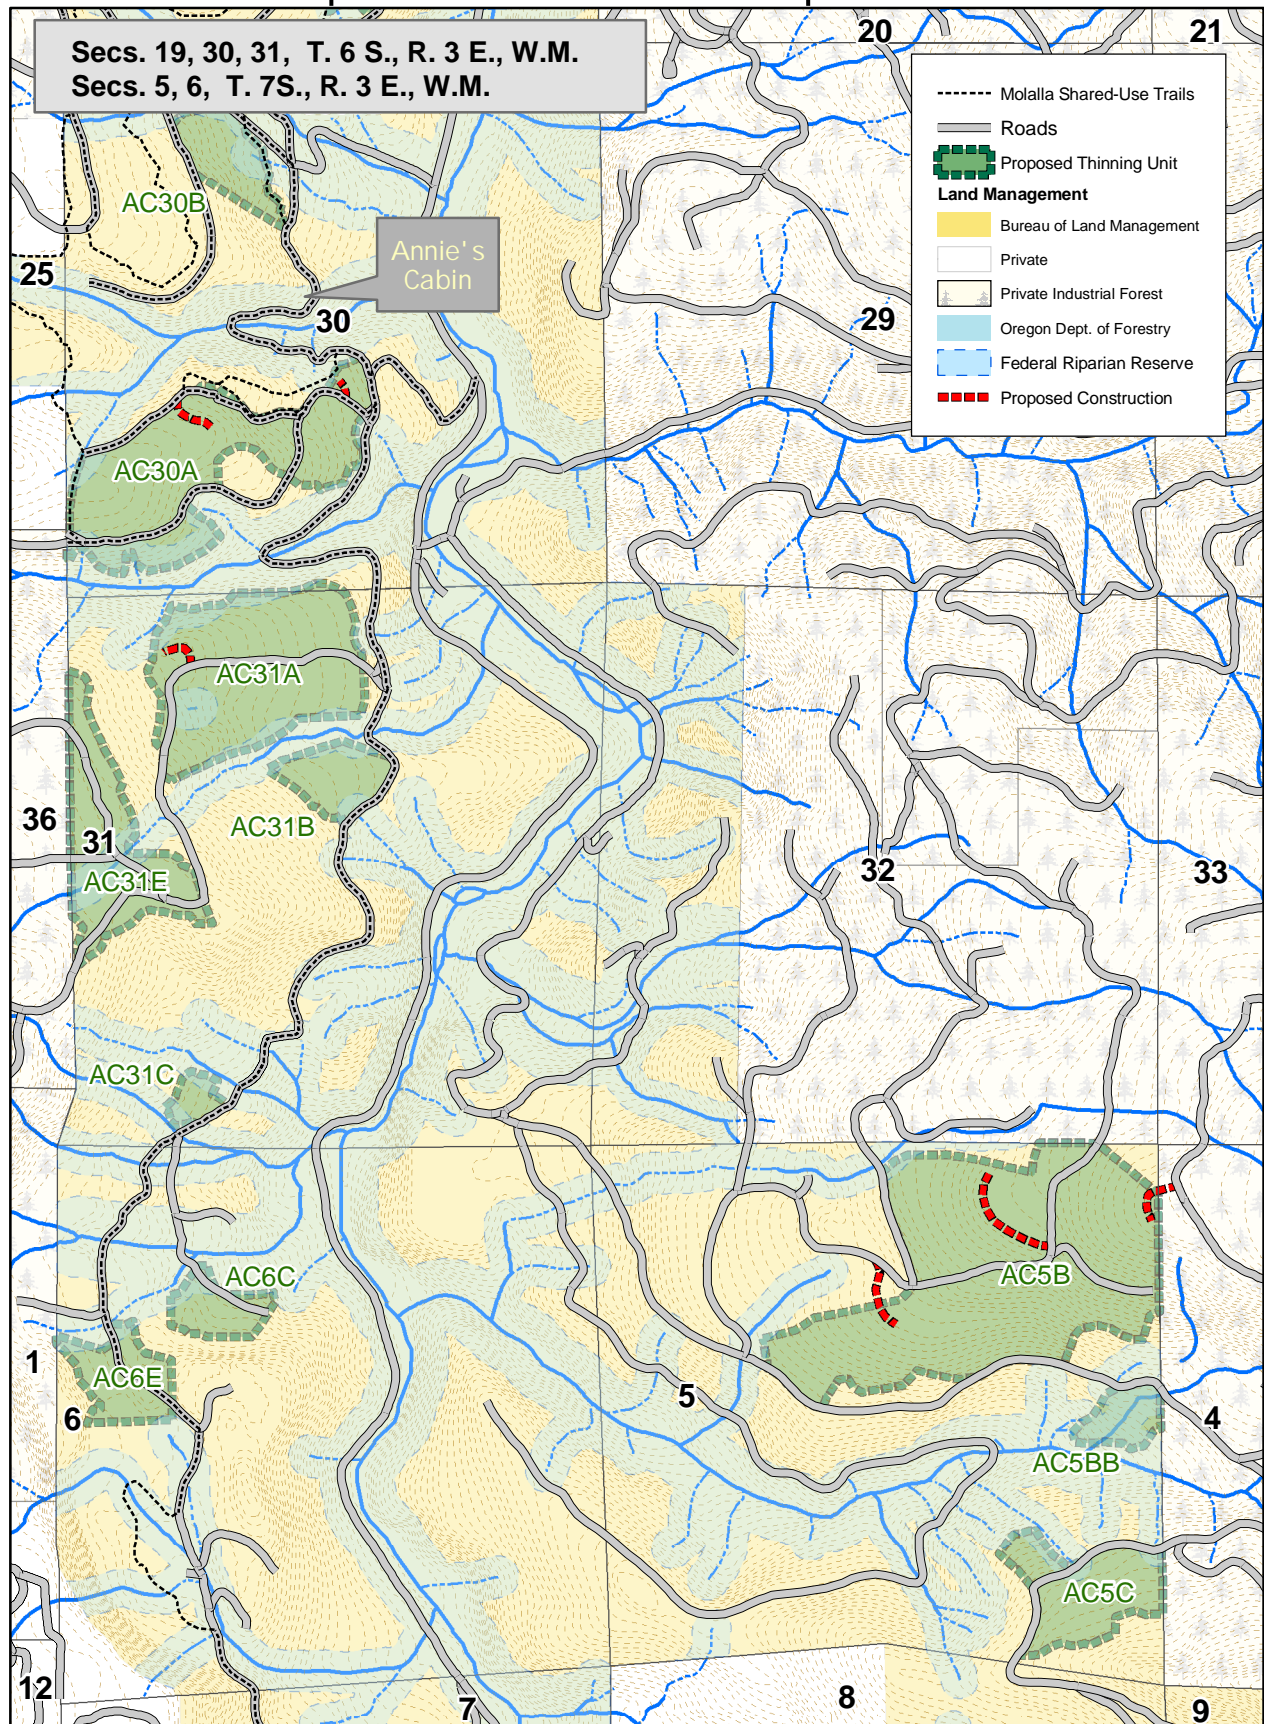 Secs. 19, 30, 31, T. 6 S., R. 3 E., W.M.
Secs. 5, 6, T. 7S., R. 3 E., W.M.
20
21
Molalla Shared-Use Trails
Roads
Proposed Thinning Unit
Land Management
Bureau of Land Management
Private
Private Industrial Forest
Oregon Dept. of Forestry
Federal Riparian Reserve
Proposed Construction
AC30B
Annie's
Cabin
25
30
29
AC30A
AC31A
36
31
AC31B
AC31E
32
33
AC31C
AC6C
AC5B
1
AC6E
6
5
4
AC5BB
AC5C
12
7
8
9